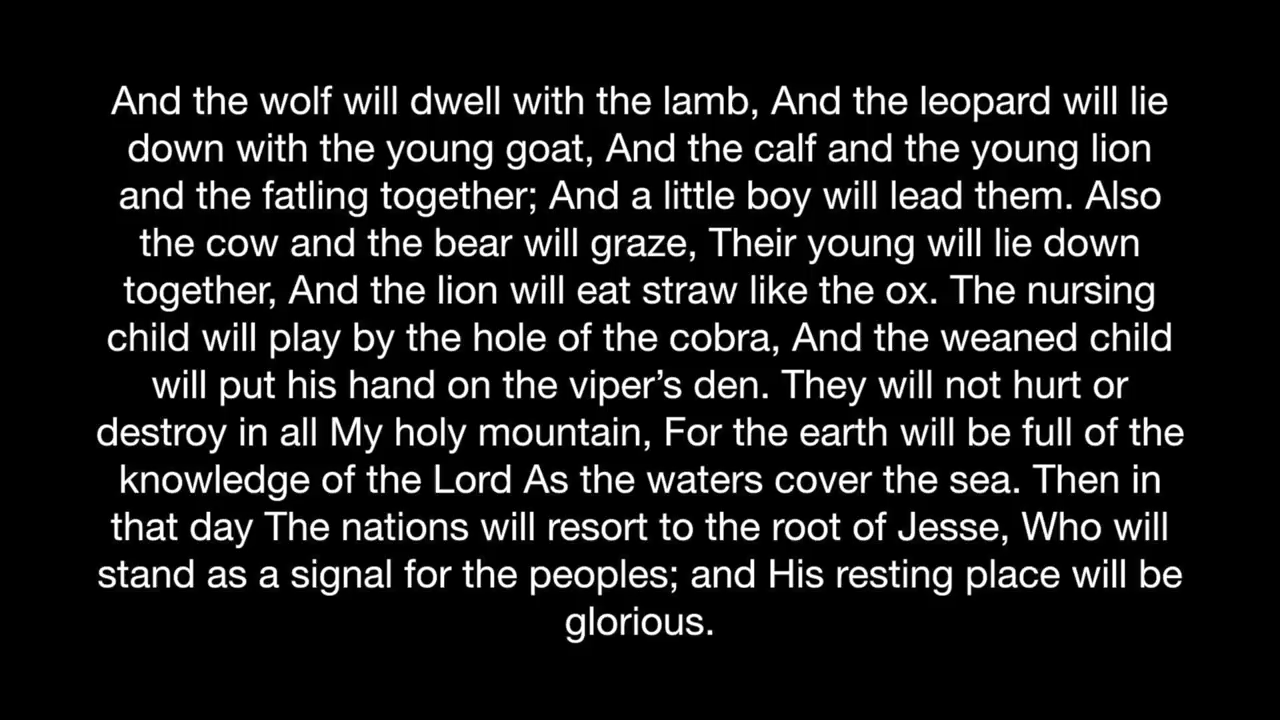 And the wolf will dwell with the lamb, And the leopard will lie
down with the young goat, And the calf and the young lion
and the fatling together; And a little boy will lead them. Also
the cow and the bear will graze, Their young will lie down
together, And the lion will eat straw like the ox. The nursing
child will play by the hole of the cobra, And the weaned child
will put his hand on the viper’s den. They will not hurt or
destroy in all My holy mountain, For the earth will be full of the
knowledge of the Lord As the waters cover the sea. Then in
that day The nations will resort to the root of Jesse, Who will
stand as a signal for the peoples; and His resting place will be
glorious.